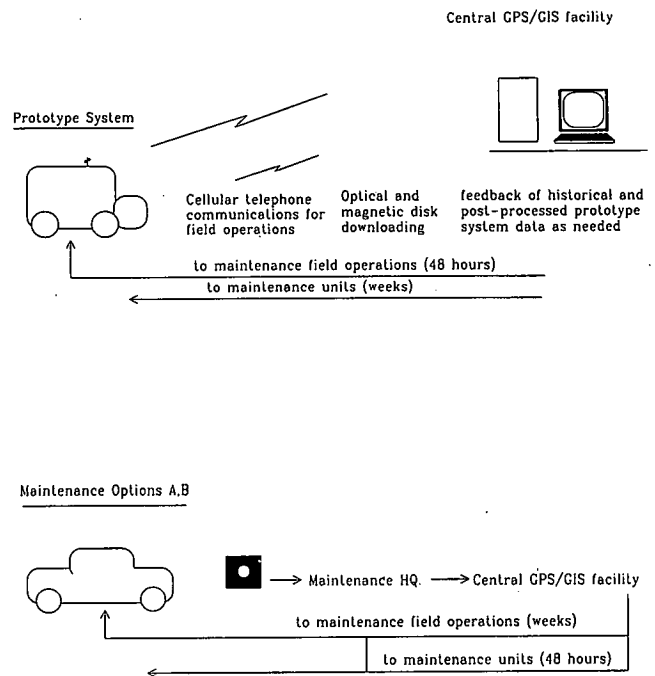 Central GPS/GIS facility
Prototype System
Cellular telephone
communications for
field operations
Optical and
magnetic disk
downloading
feedback of historical and
post-processed prototype
system data as needed
to maintenance field operations (48 hours)
to maintenance units (weeks)
Maintenance Options A,B
Maintenance HQ.
Central GPS/GIS facility
to maintenance field operations (weeks)
to maintenance units (48 hours)